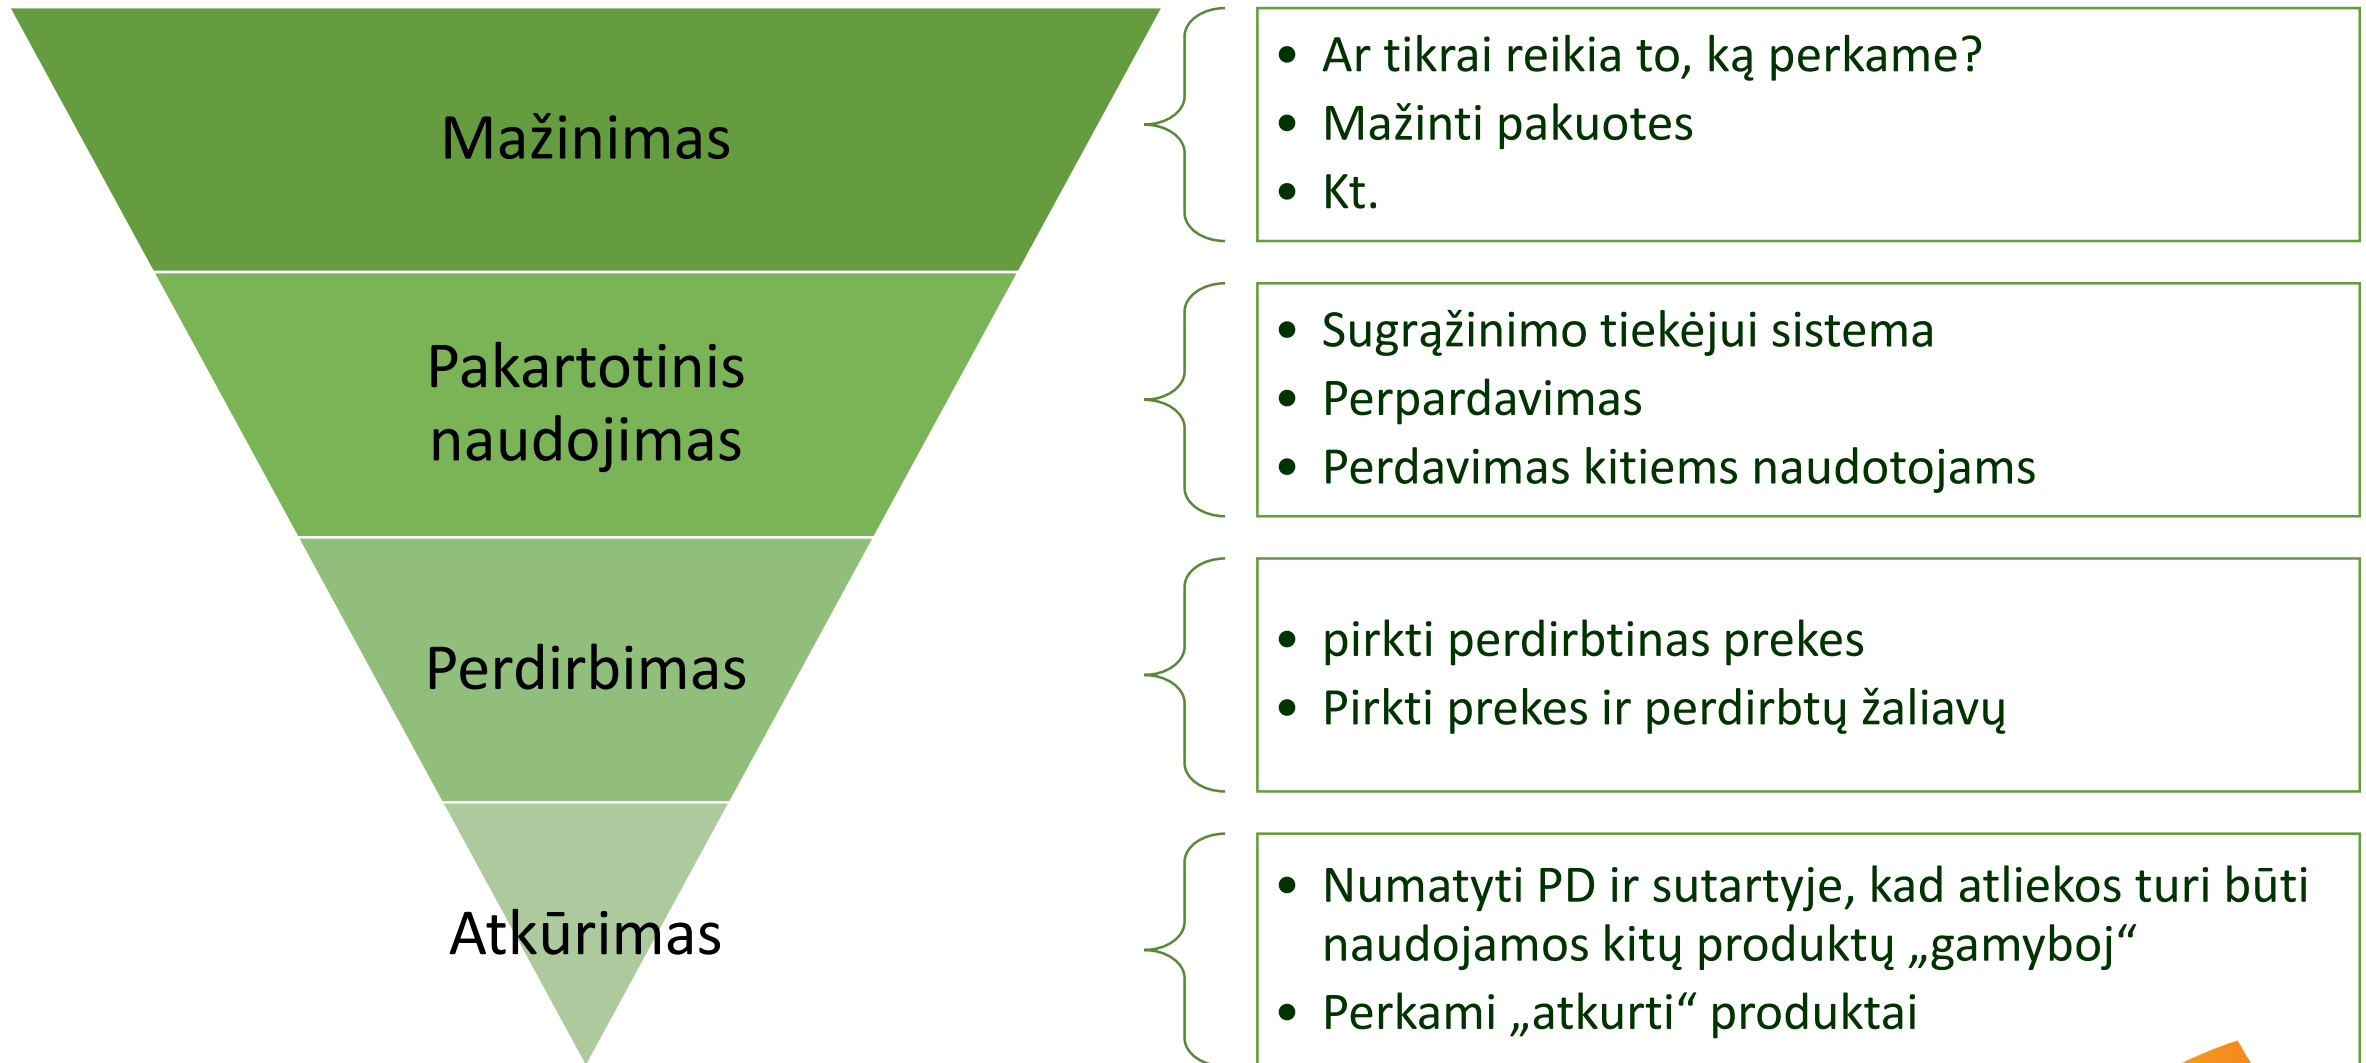 Mažinimas
• Ar tikrai reikia to, ką perkame?
• Mažinti pakuotes
• Kt.
Pakartotinis
naudojimas
• Sugrąžinimo tiekėjui sistema
• Perpardavimas
• Perdavimas kitiems naudotojams
Perdirbimas
• pirkti perdirbtinas prekes
• Pirkti prekes ir perdirbtų žaliavų
Atkūrimas
• Numatyti PD ir sutartyje, kad atliekos turi būti
naudojamos kitų produktų „gamyboj“
• Perkami „atkurti“ produktai